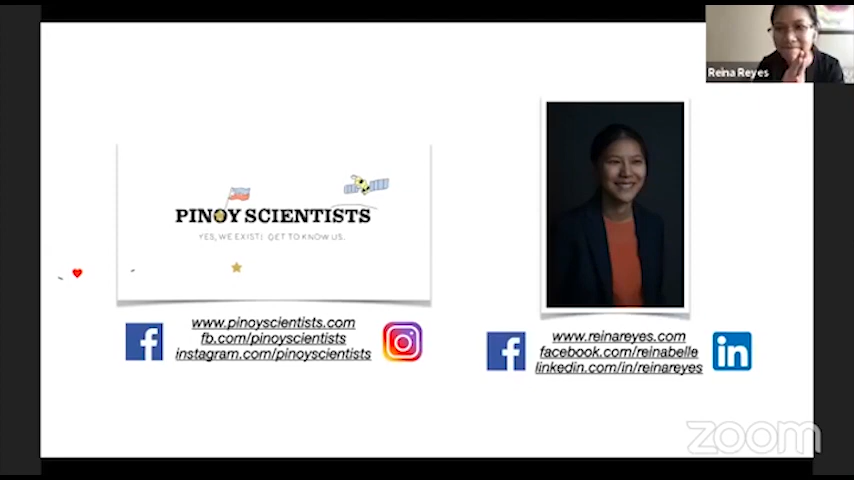 Reina Reyes
PINOY SCIENTISTS
YES, WE EXIST! GET TO KNOW US.
www.pinoyscientists.com
fb.com/pinoyscientists
instagram.com/pinoyscientists
www.reinareyes.com
facebook.com/reinabelle
linkedin.com/in/reinareyes
in
zoom